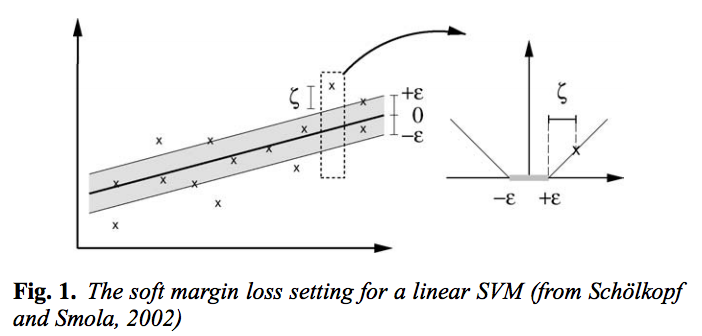 ζ
+ε
0
−ε
ζ
−ε +ε
Fig. 1. The soft margin loss setting for a linear SVM (from Schölkopf
and Smola, 2002)